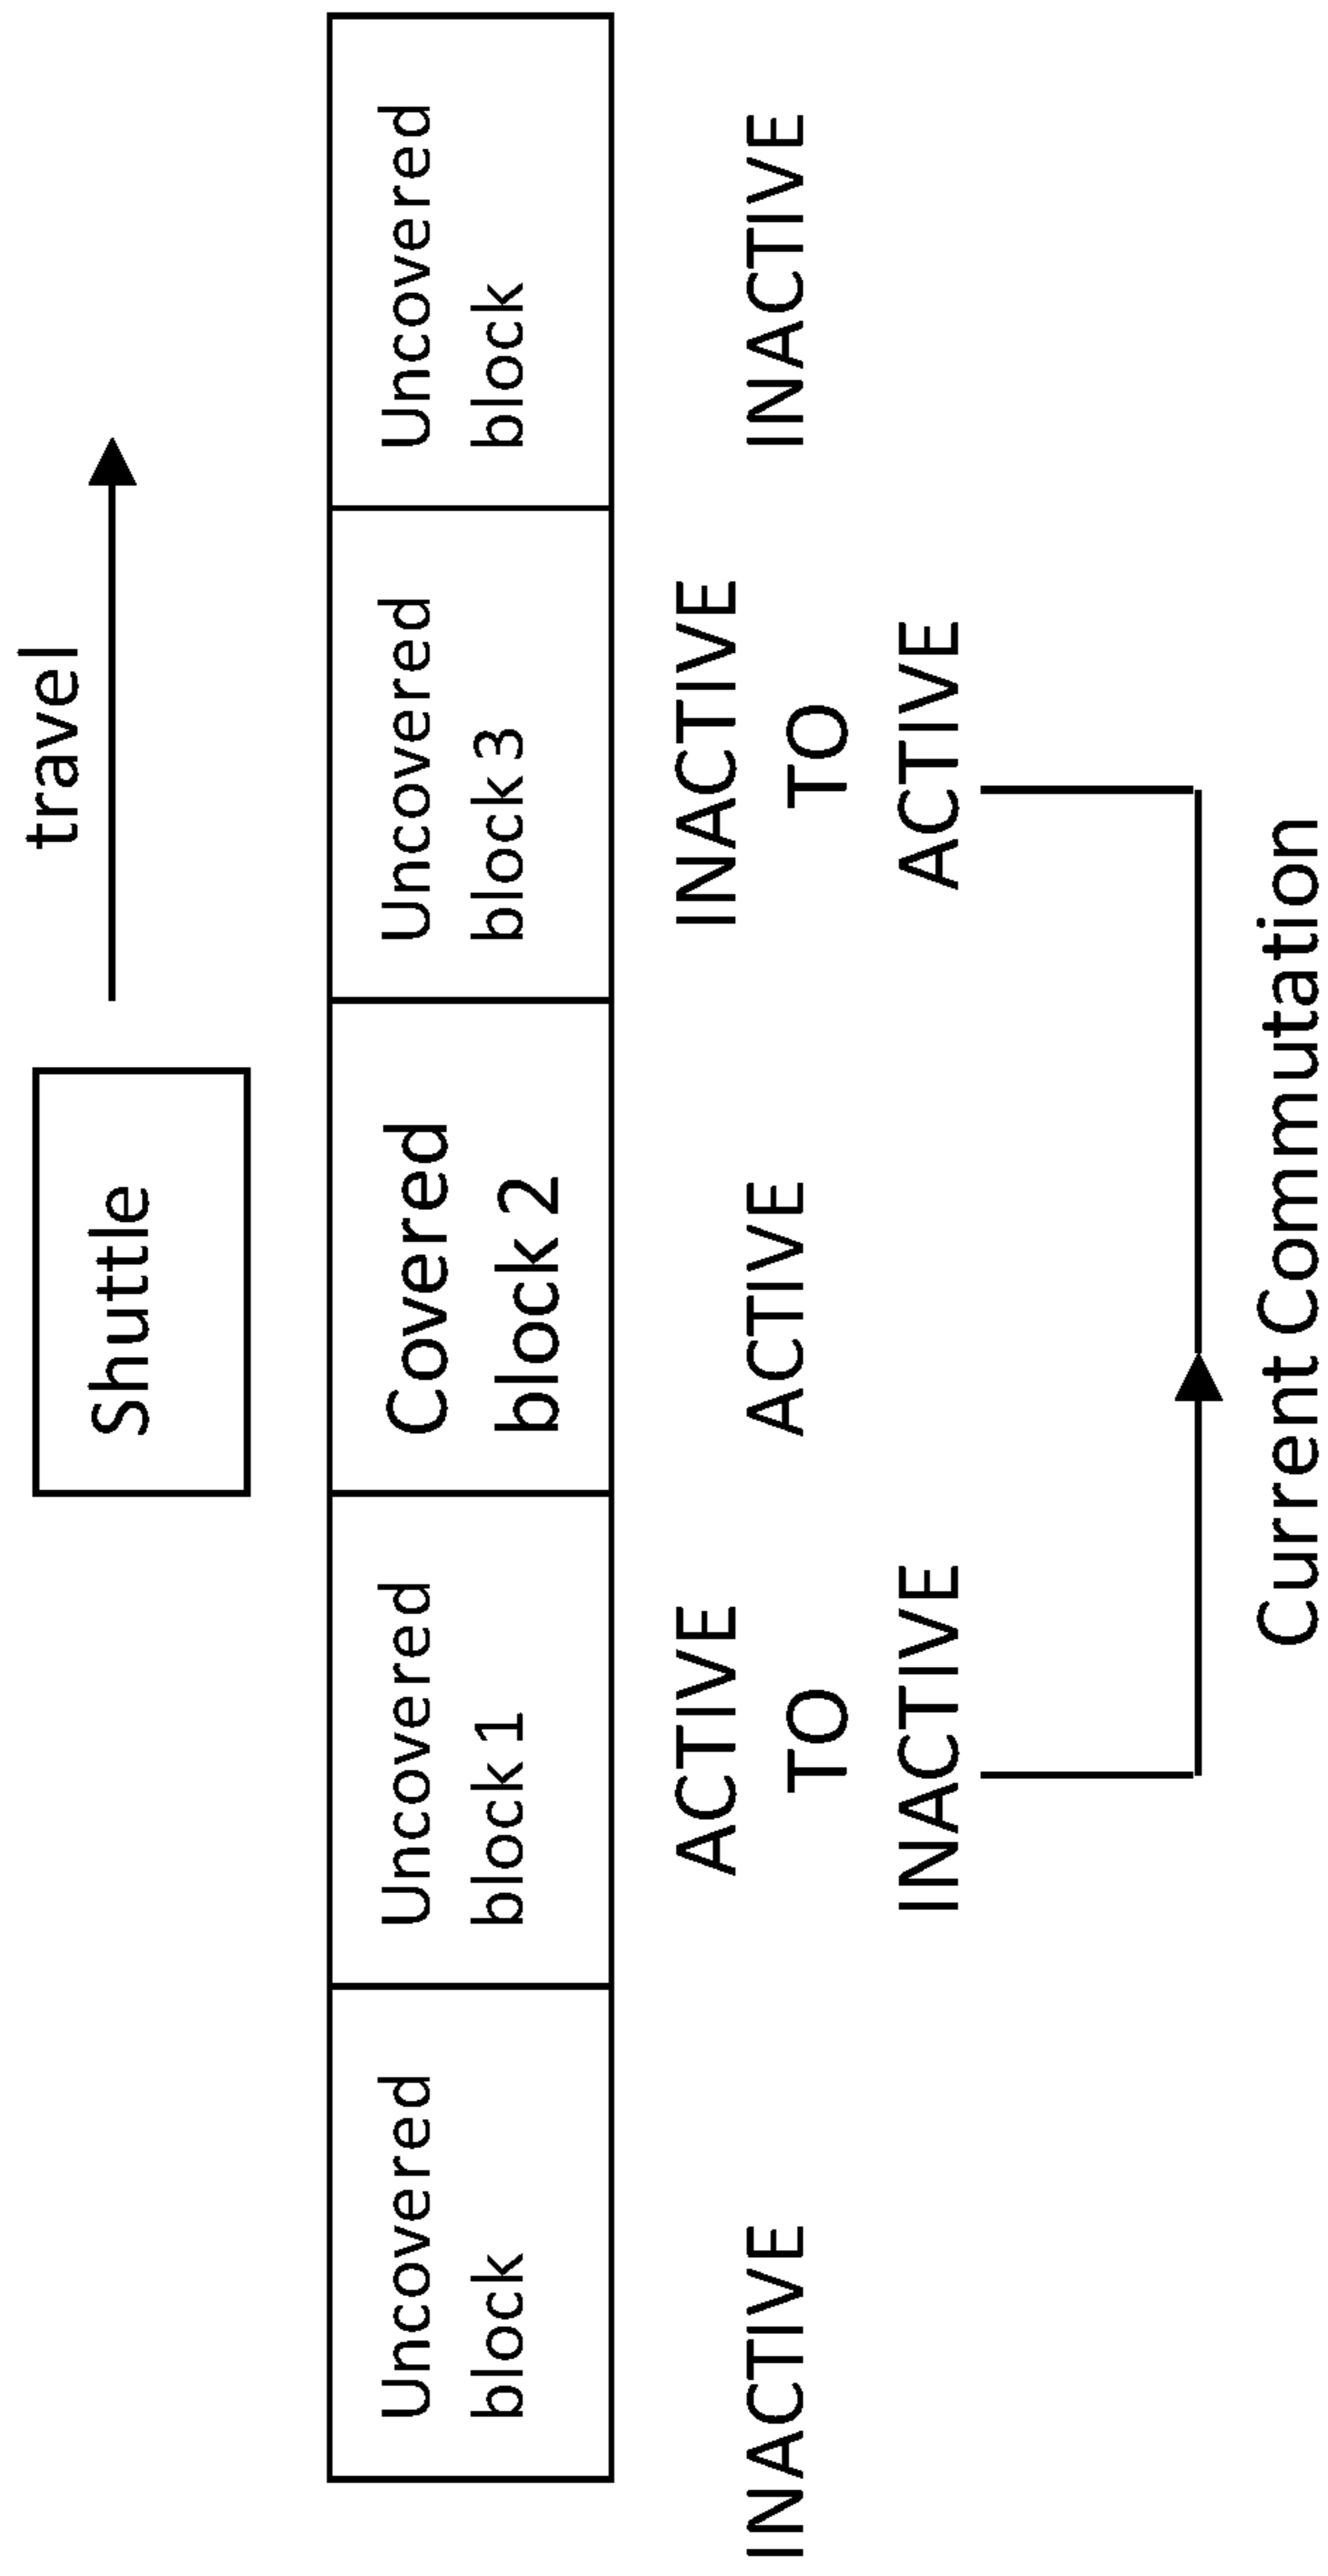 travel
Shuttle
Uncovered
block
Uncovered
block 1
Covered
block 2
Uncovered
block 3
Uncovered
block
INACTIVE
ACTIVE
TO
INACTIVE
ACTIVE
INACTIVE
TO
ACTIVE
INACTIVE
Current Commutation